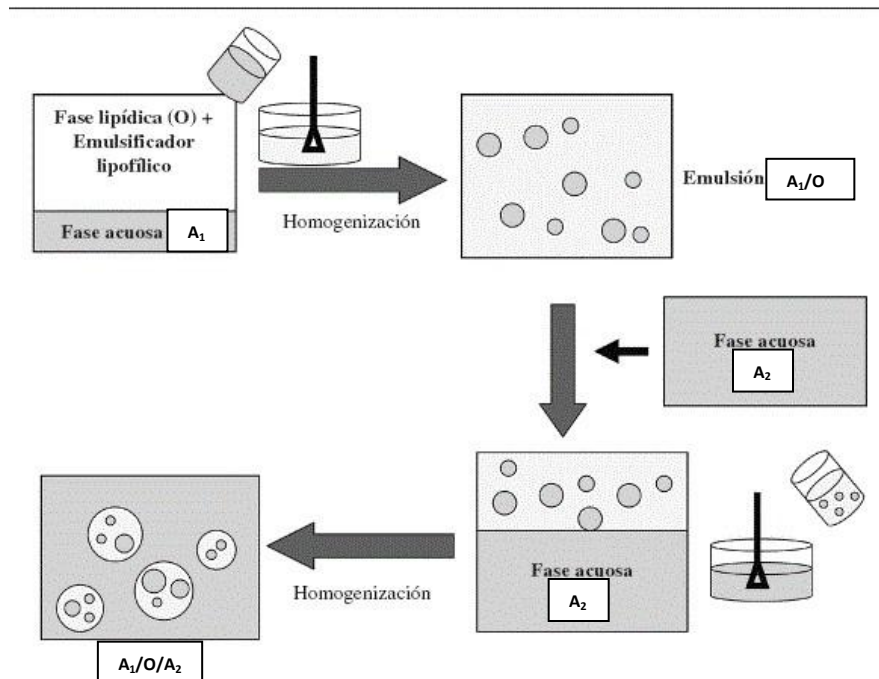 Fase lipídica (O) +
Emulsificador
lipofílico
Fase acuosa A₁
Homogenización
Emulsión A₁/O
Fase acuosa
A₂
Fase acuosa
A₂
Homogenización
A₁/O/A₂